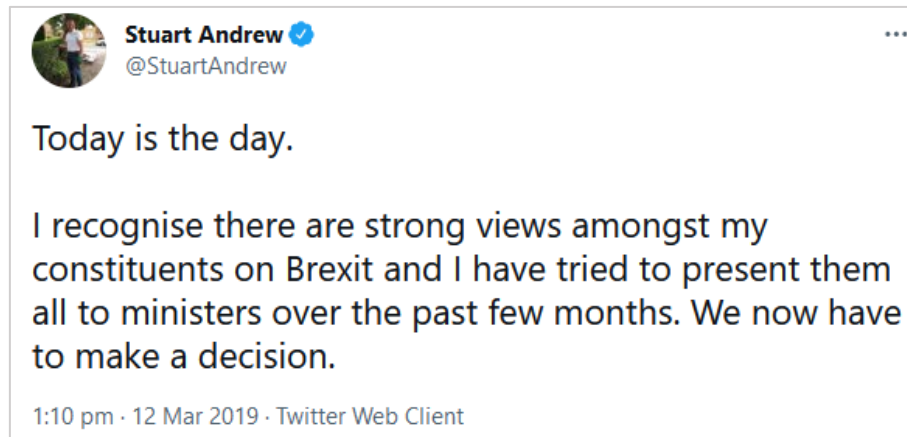 Stuart Andrew
@StuartAndrew
Today is the day.
I recognise there are strong views amongst my
constituents on Brexit and I have tried to present them
all to ministers over the past few months. We now have
to make a decision.
1:10 pm · 12 Mar 2019 · Twitter Web Client